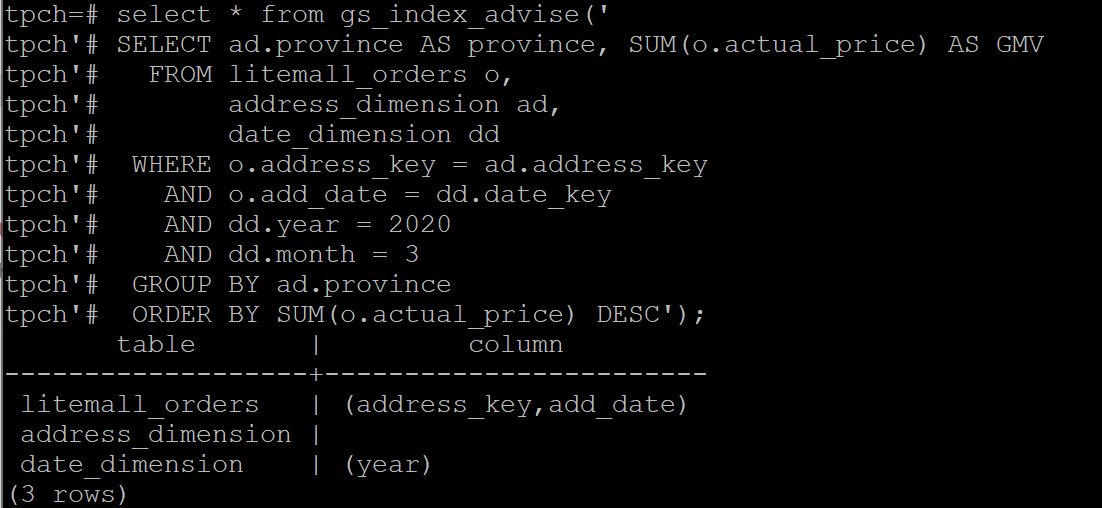 tpch=# select * from gs_index_advise('
tpch'# SELECT ad.province AS province, SUM(o.actual_price) AS GMV
tpch'#   FROM litemall_orders o,
tpch'#        address_dimension ad,
tpch'#        date_dimension dd
tpch'#  WHERE o.address_key = ad.address_key
tpch'#    AND o.add_date = dd.date_key
tpch'#    AND dd.year = 2020
tpch'#    AND dd.month = 3
tpch'#  GROUP BY ad.province
tpch'#  ORDER BY SUM(o.actual_price) DESC');
       table       |         column
-------------------+------------------------
 litemall_orders   | (address_key,add_date)
 address_dimension |
 date_dimension    | (year)
(3 rows)